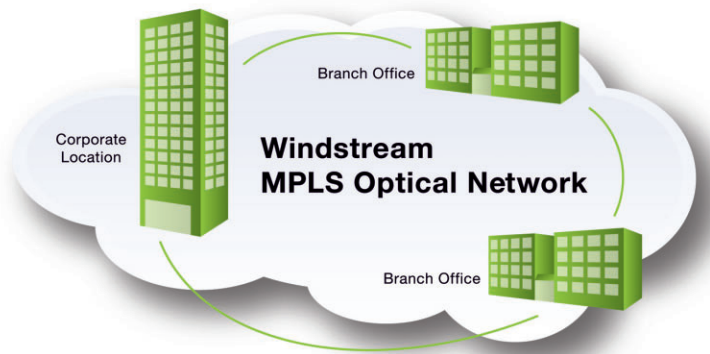 Branch Office
Corporate
Location
Windstream
MPLS Optical Network
Branch Office